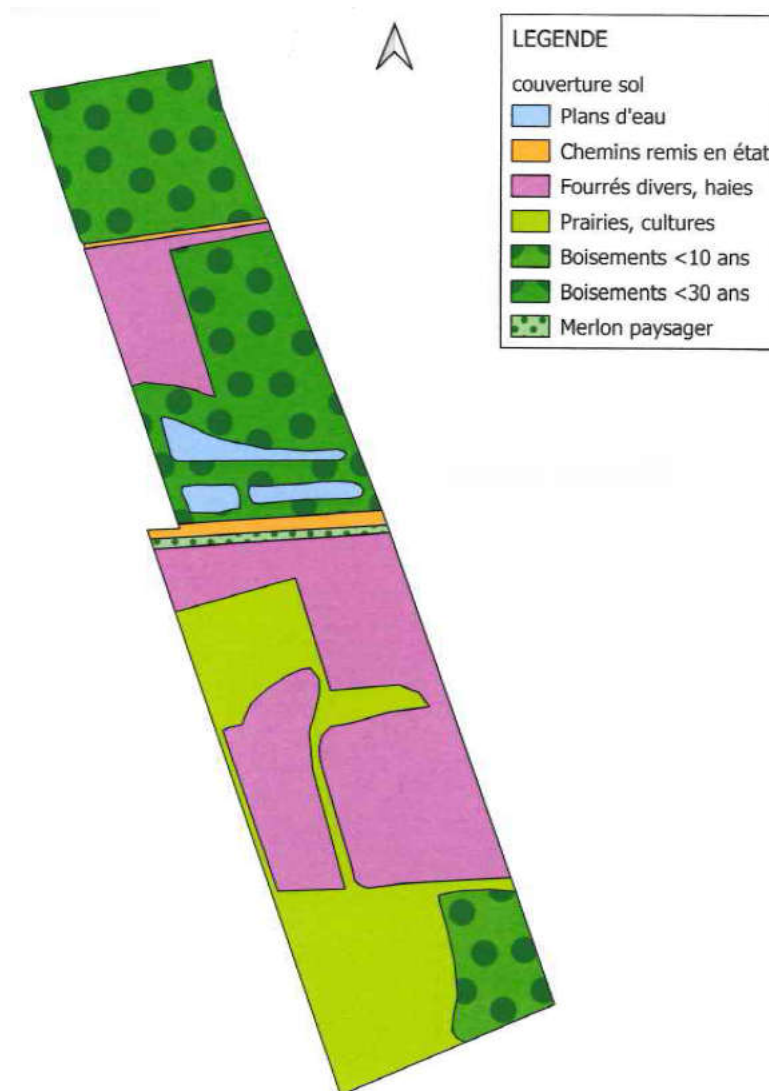 LEGENDE
couverture sol
Plans d'eau
Chemins remis en état
Fourrés divers, haies
Prairies, cultures
Boisements <10 ans
Boisements <30 ans
Merlon paysager